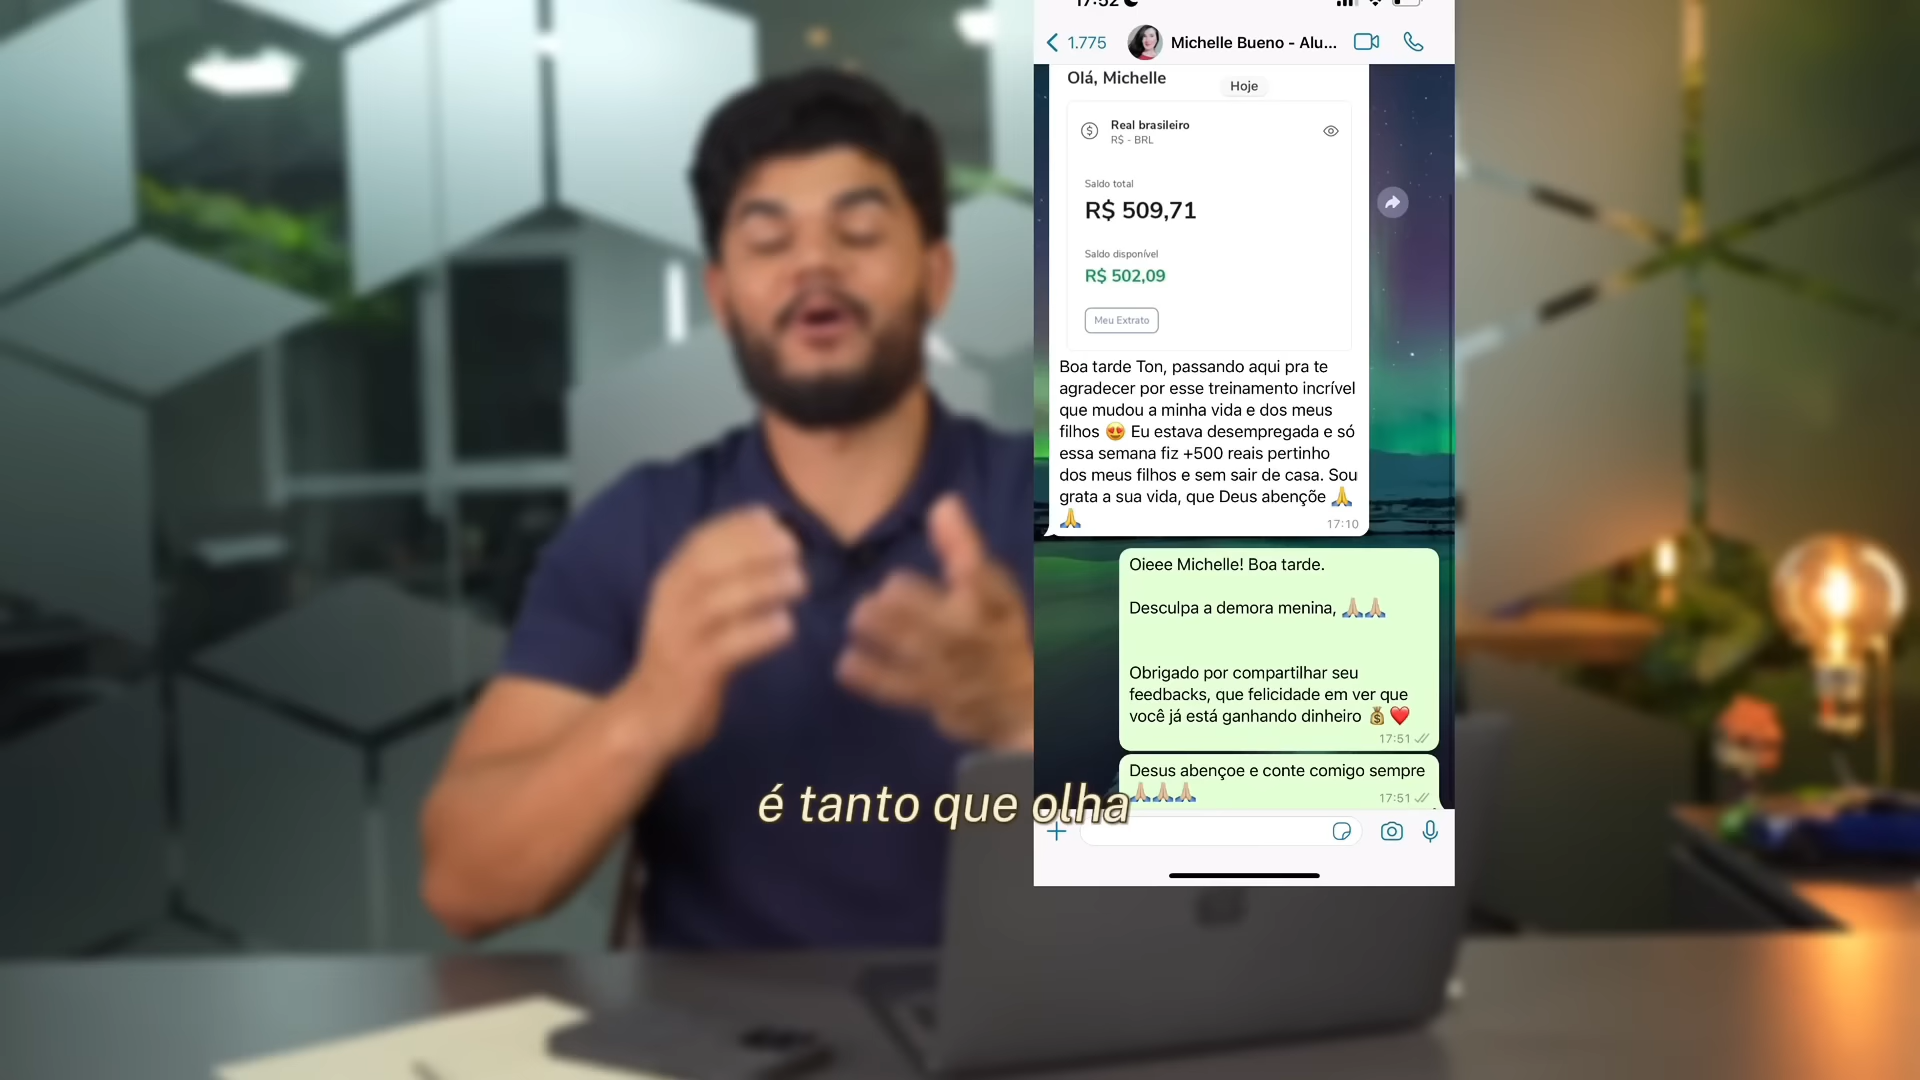 17:52
1.775
Michelle Bueno - Alu...
Olá, Michelle
Hoje
Real brasileiro
R$ - BRL
Saldo total
R$ 509,71
Saldo disponível
R$ 502,09
Meu Extrato
Boa tarde Ton, passando aqui pra te
agradecer por esse treinamento incrível
que mudou a minha vida e dos meus
filhos 😍 Eu estava desempregada e só
essa semana fiz +500 reais pertinho
dos meus filhos e sem sair de casa. Sou
grata a sua vida, que Deus abençõe 🙏
🙏
17:10
Oieee Michelle! Boa tarde.
Desculpa a demora menina, 🙏🏼🙏🏼
Obrigado por compartilhar seu
feedbacks, que felicidade em ver que
você já está ganhando dinheiro 💰❤️
17:51
Desus abençoe e conte comigo sempre
🙏🏼🙏🏼🙏🏼
17:51
é tanto que olha